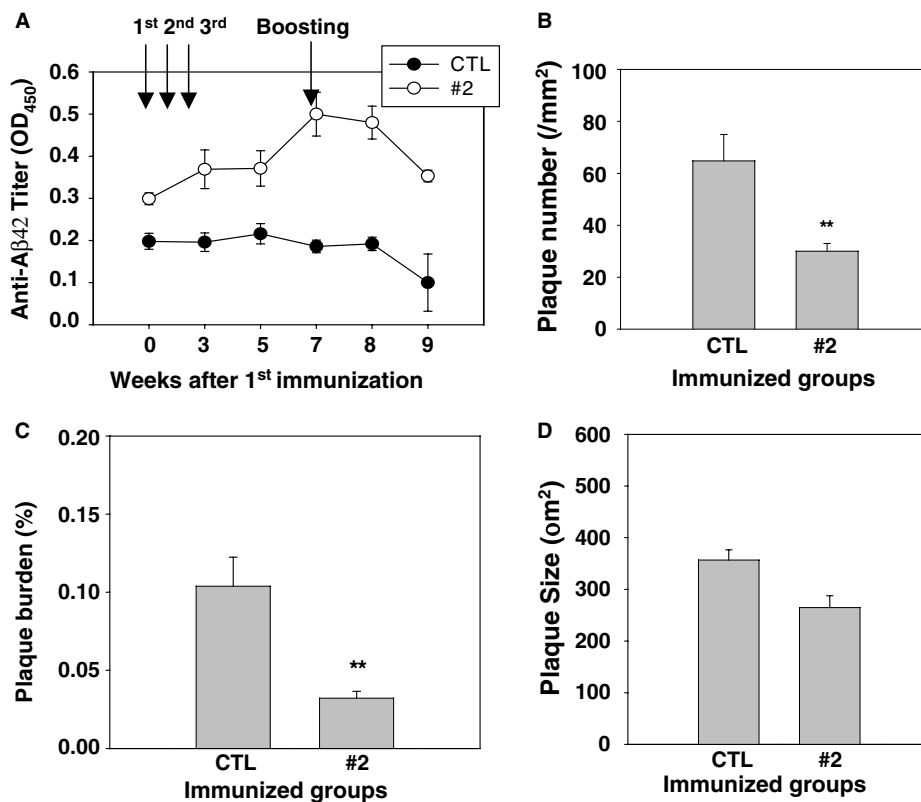 A
1st 2nd 3rd
Boosting
CTL
#2
Anti-Aβ42 Titer (OD450)
0.6
0.5
0.4
0.3
0.2
0.1
0.0
0 3 5 7 8 9
Weeks after 1st immunization
B
Plaque number (/mm2)
100
80
60
40
20
0
**
CTL #2
Immunized groups
C
Plaque burden (%)
0.20
0.15
0.10
0.05
0.00
**
CTL #2
Immunized groups
D
Plaque Size (om2)
600
500
400
300
200
100
0
CTL #2
Immunized groups